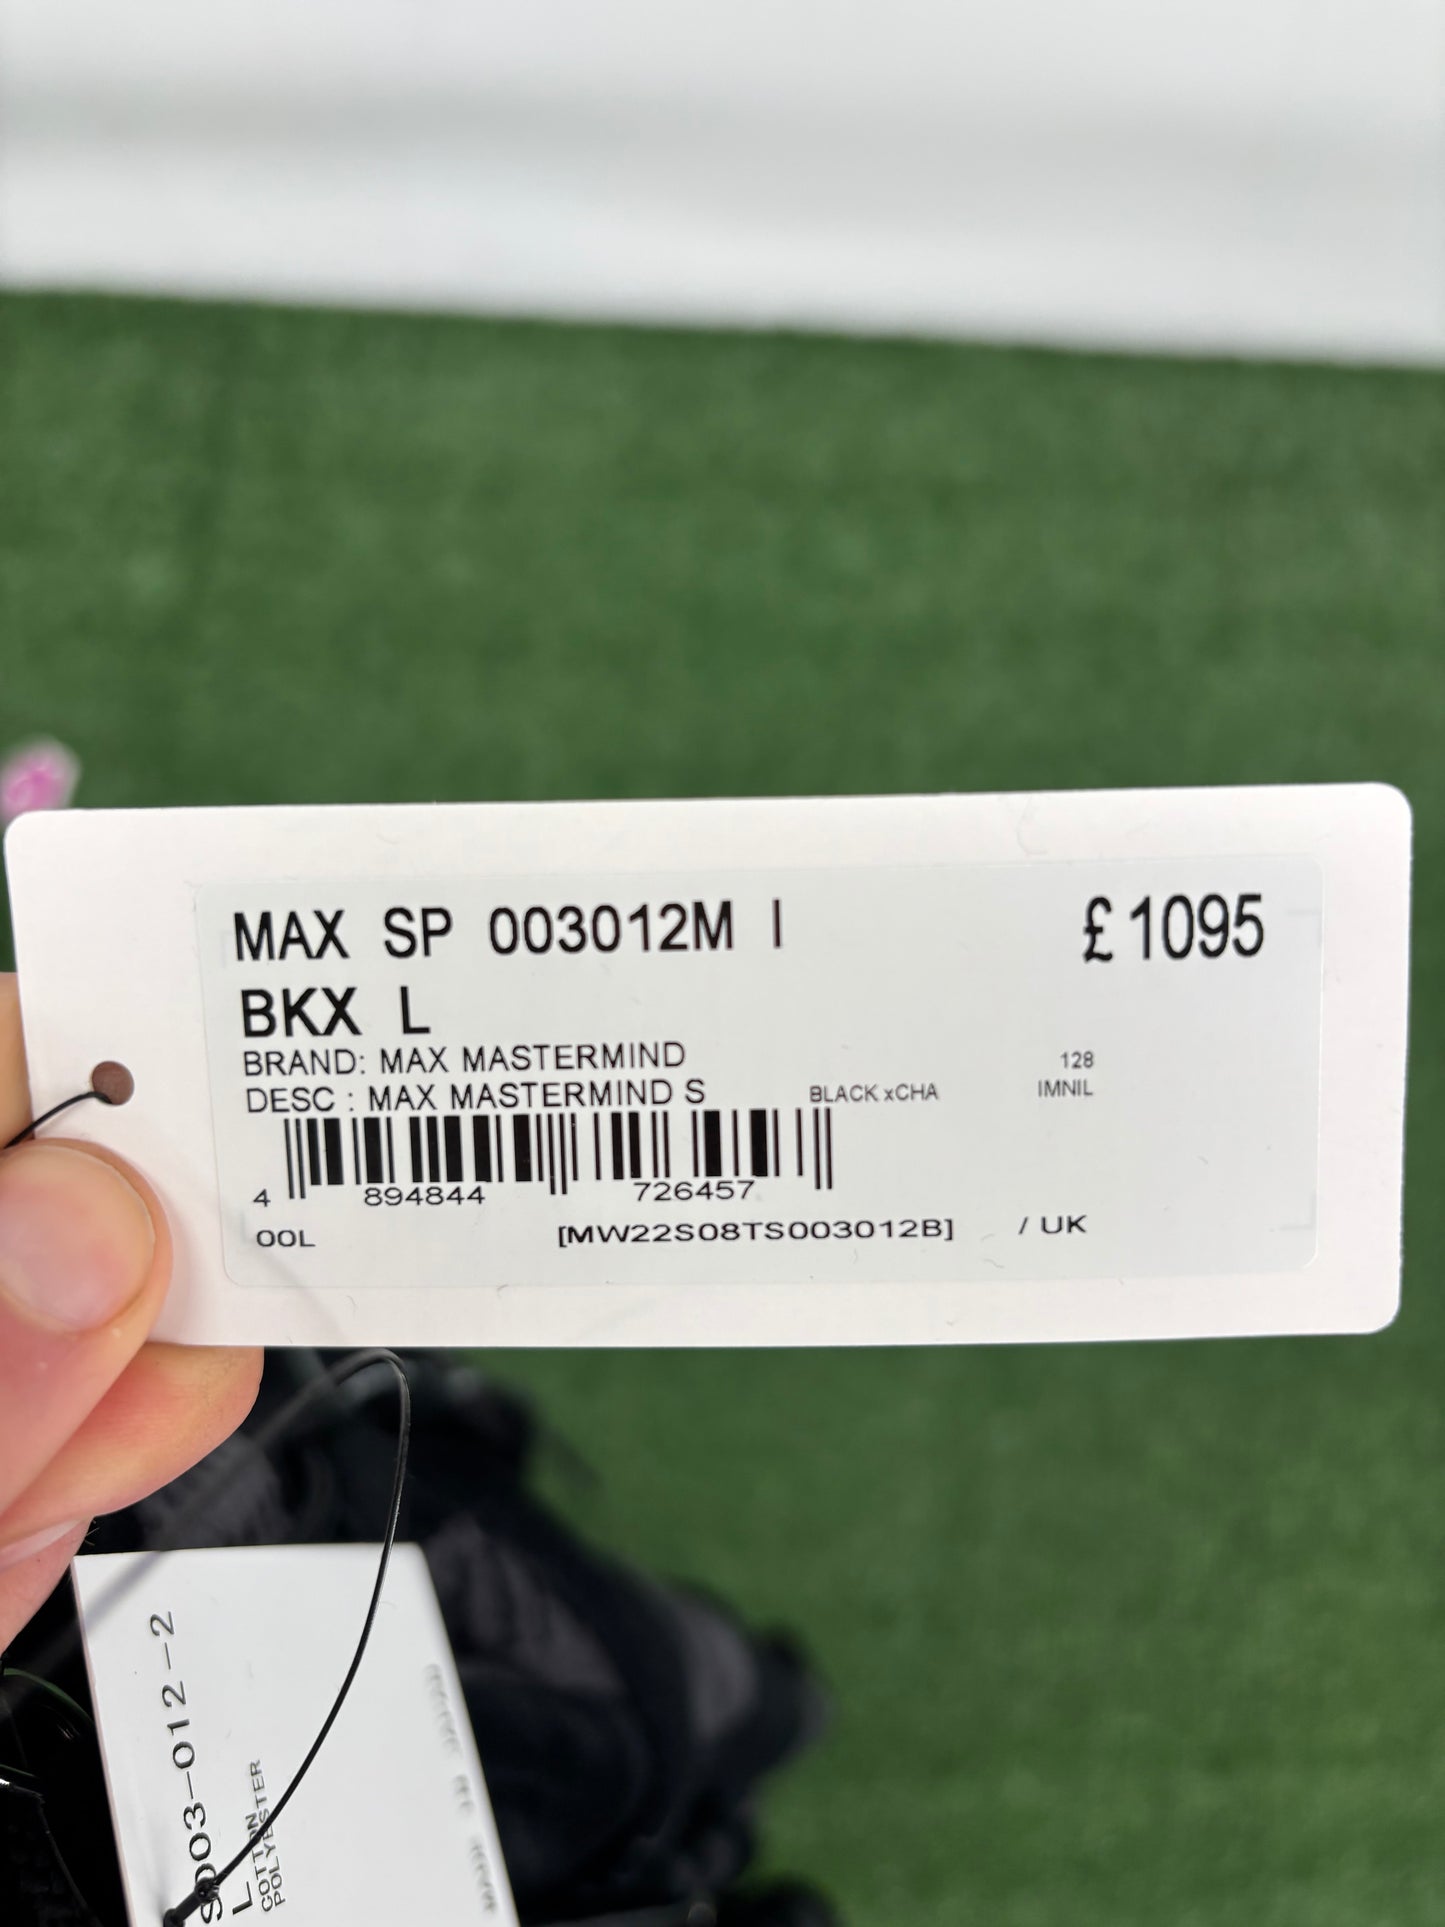 MAX SP 003012M I £1095
BKX L
BRAND: MAX MASTERMIND 128
DESC : MAX MASTERMIND S BLACK xCHA IMNIL
4 894844 726457
00L [MW22S08TS003012B] / UK
S003-012-2
L
COTTON
POLYESTER